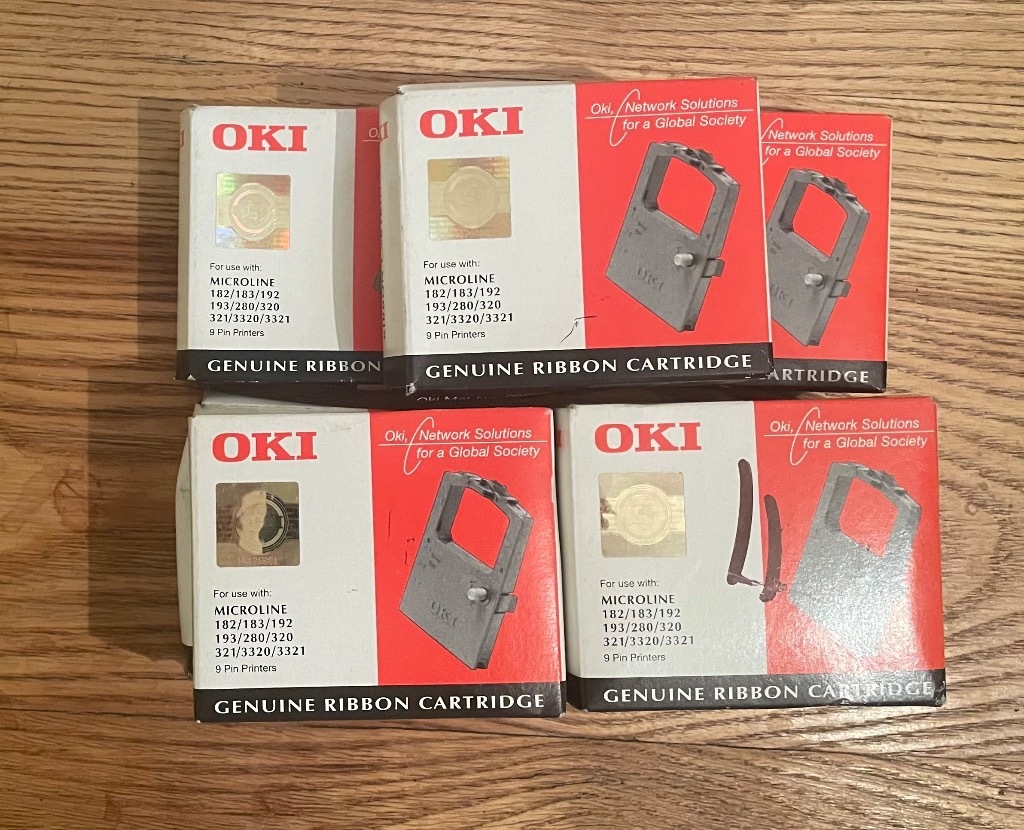 OKI
For use with:
MICROLINE
182/183/192
193/280/320
321/3320/3321
9 Pin Printers
GENUINE RIBBON
OKI
Oki, Network Solutions
for a Global Society
For use with:
MICROLINE
182/183/192
193/280/320
321/3320/3321
9 Pin Printers
OKI
GENUINE RIBBON CARTRIDGE
Network Solutions
for a Global Society
OKI
CARTRIDGE
OKI
Oki, Network Solutions
for a Global Society
For use with:
MICROLINE
182/183/192
193/280/320
321/3320/3321
9 Pin Printers
OKI
GENUINE RIBBON CARTRIDGE
OKI
Oki, Network Solutions
for a Global Society
For use with:
MICROLINE
182/183/192
193/280/320
321/3320/3321
9 Pin Printers
GENUINE RIBBON CARTRIDGE